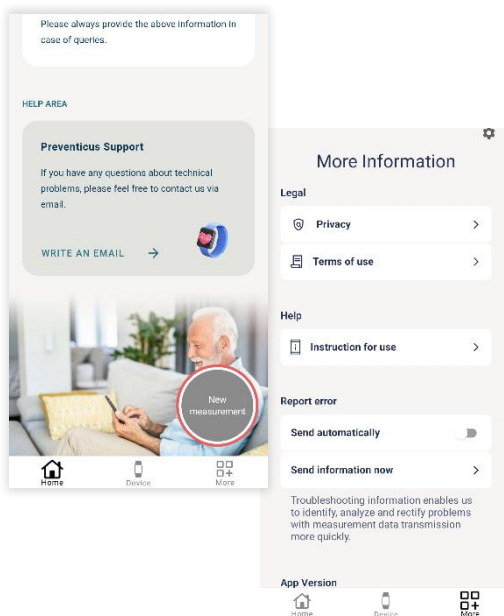 Please always provide the above information in
case of queries.
HELP AREA
Preventicus Support
If you have any questions about technical
problems, please feel free to contact us via
email.
WRITE AN EMAIL
New
measurement
Home
Device
More
More Information
Legal
Privacy
Terms of use
Help
Instruction for use
Report error
Send automatically
Send information now
Troubleshooting information enables us
to identify, analyze and rectify problems
with measurement data transmission
more quickly.
App Version
Home
Device
More